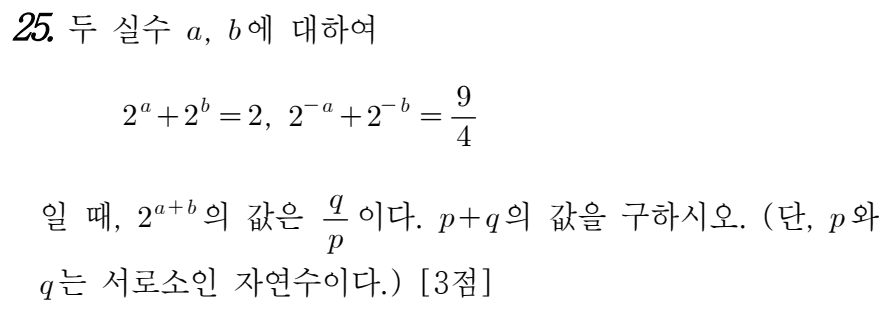 25. 두 실수 a, b에 대하여
2^a + 2^b = 2, 2^{-a} + 2^{-b} = \frac{9}{4}
일 때, 2^{a+b}의 값은 \frac{q}{p}이다. p+q의 값을 구하시오. (단, p와
q는 서로소인 자연수이다.) [3점]